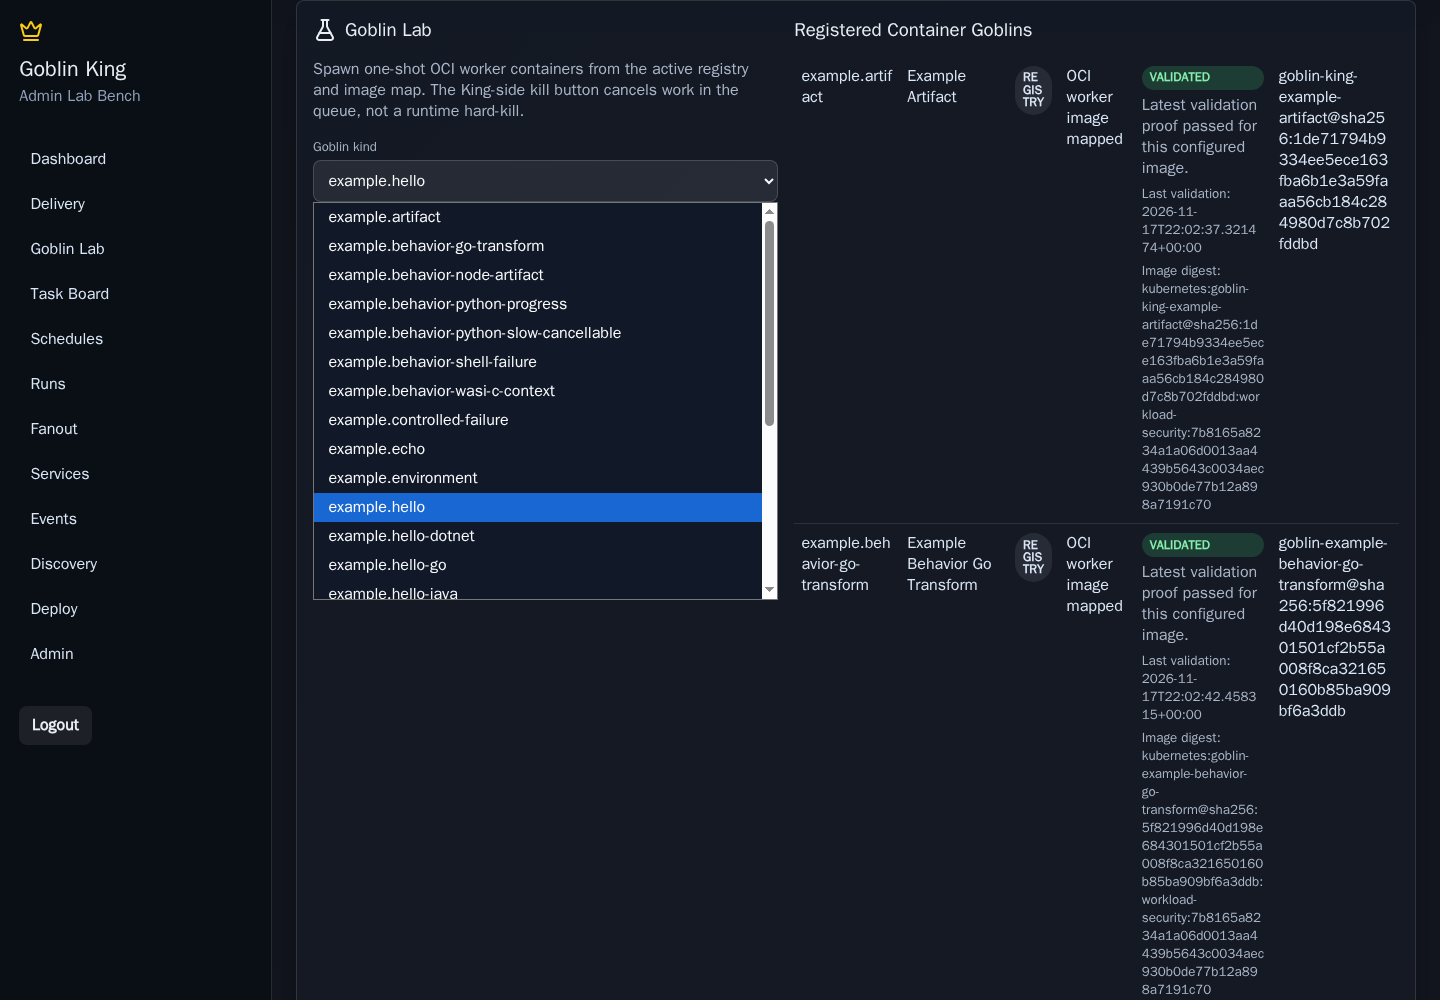 Goblin King
Admin Lab Bench
Dashboard
Delivery
Goblin Lab
Task Board
Schedules
Runs
Fanout
Services
Events
Discovery
Deploy
Admin
Logout
Goblin Lab
Spawn one-shot OCI worker containers from the active registry
and image map. The King-side kill button cancels work in the
queue, not a runtime hard-kill.
Goblin kind
example.hello
example.artifact
example.behavior-go-transform
example.behavior-node-artifact
example.behavior-python-progress
example.behavior-python-slow-cancellable
example.behavior-shell-failure
example.behavior-wasi-c-context
example.controlled-failure
example.echo
example.environment
example.hello
example.hello-dotnet
example.hello-go
example.hello-java
Registered Container Goblins
example.artif
act
Example
Artifact
RE
GIS
TRY
OCI
worker
image
mapped
VALIDATED
Latest validation
proof passed for
this configured
image.
Last validation:
2026-11-
17T22:02:37.3214
74+00:00
Image digest:
kubernetes:goblin-
king-example-
artifact@sha256:1d
e71794b9334ee5ec
e163fba6b1e3a59fa
aa56cb184c284980
d7c8b702fddbd:wor
kload-
security:7b8165a82
34a1a06d0013aa4
439b5643c0034aec
930b0de77b12a89
8a7191c70
goblin-king-
example-
artifact@sha25
6:1de71794b9
334ee5ece163
fba6b1e3a59fa
aa56cb184c28
4980d7c8b702
fddbd
example.beh
avior-go-
transform
Example
Behavior Go
Transform
RE
GIS
TRY
OCI
worker
image
mapped
VALIDATED
Latest validation
proof passed for
this configured
image.
Last validation:
2026-11-
17T22:02:42.4583
15+00:00
Image digest:
kubernetes:goblin-
example-behavior-
go-
transform@sha256:
5f821996d40d198e
684301501cf2b55a
008f8ca321650160
b85ba909bf6a3ddb:
workload-
security:7b8165a82
34a1a06d0013aa4
439b5643c0034aec
930b0de77b12a89
8a7191c70
goblin-example-
behavior-go-
transform@sha
256:5f821996
d40d198e6843
01501cf2b55a
008f8ca32165
0160b85ba909
bf6a3ddb